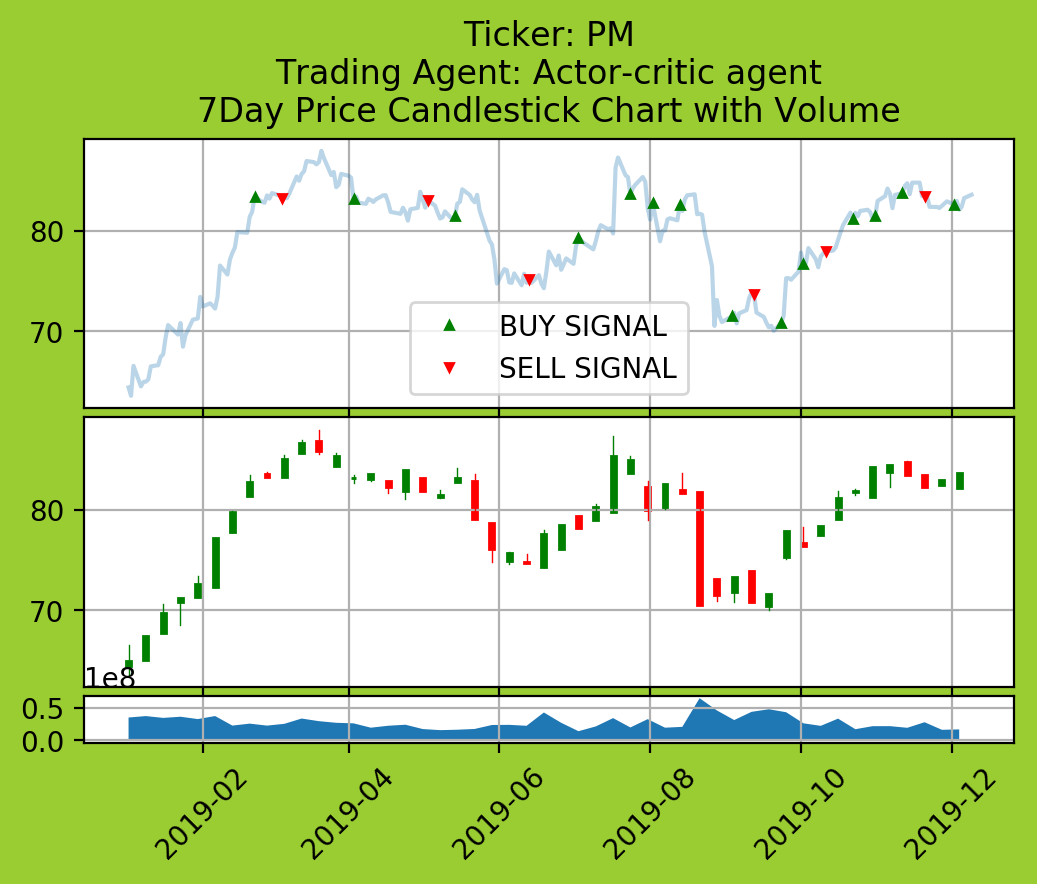 Ticker: PM
Trading Agent: Actor-critic agent
7Day Price Candlestick Chart with Volume
80
70
BUY SIGNAL
SELL SIGNAL
80
70
1e8
0.5
0.0
2019-02
2019-04
2019-06
2019-08
2019-10
2019-12